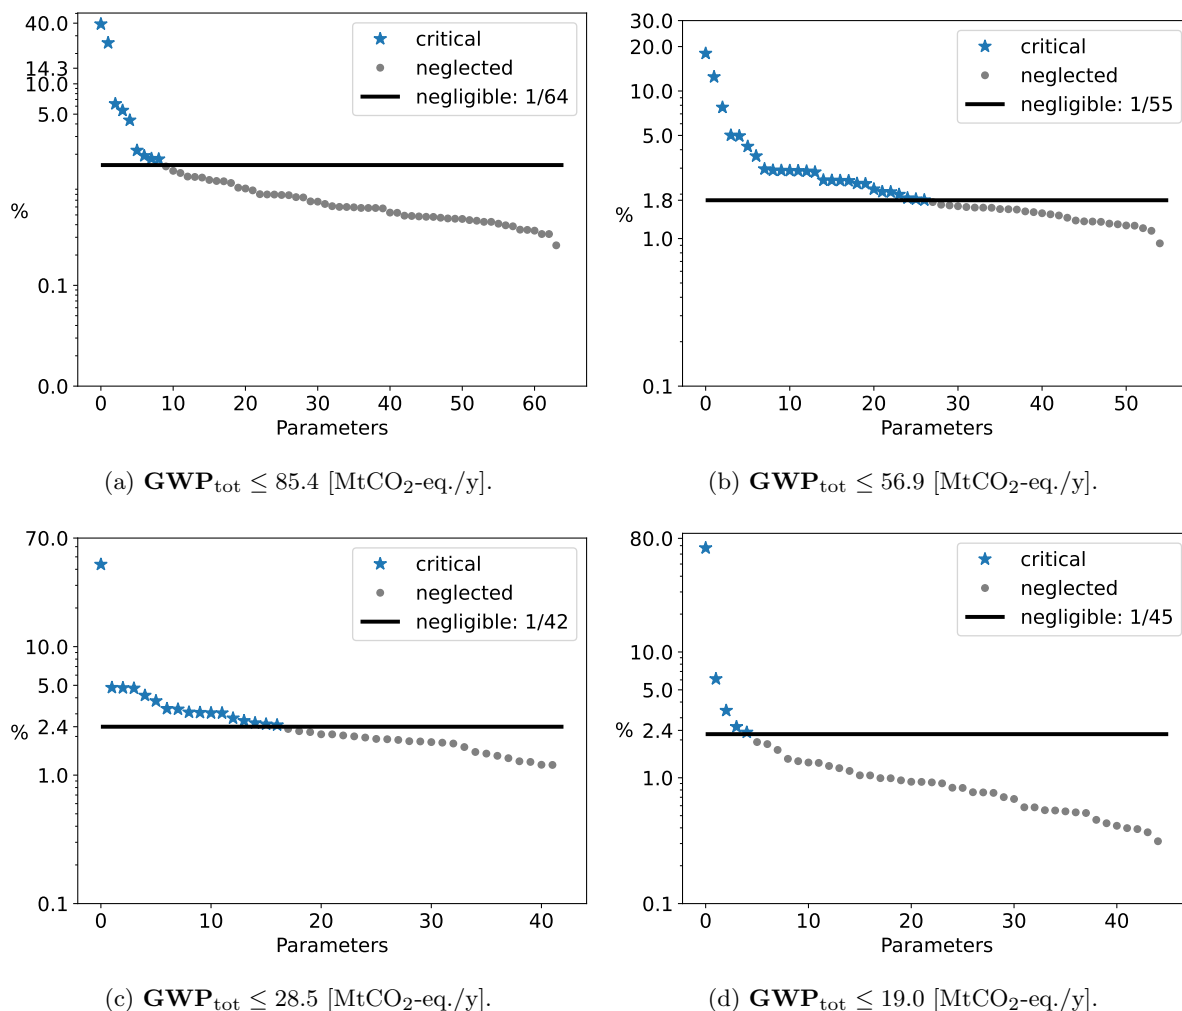 40.0
14.3
10.0
5.0
%
0.1
0.0
critical
neglected
negligible: 1/64
0 10 20 30 40 50 60
Parameters
(a) GWP_tot ≤ 85.4 [MtCO₂-eq./y].
30.0
20.0
10.0
5.0
1.8
%
1.0
0.1
critical
neglected
negligible: 1/55
0 10 20 30 40 50
Parameters
(b) GWP_tot ≤ 56.9 [MtCO₂-eq./y].
70.0
10.0
5.0
2.4
%
1.0
0.1
critical
neglected
negligible: 1/42
0 10 20 30 40
Parameters
(c) GWP_tot ≤ 28.5 [MtCO₂-eq./y].
80.0
10.0
5.0
2.4
%
1.0
0.1
critical
neglected
negligible: 1/45
0 10 20 30 40
Parameters
(d) GWP_tot ≤ 19.0 [MtCO₂-eq./y].